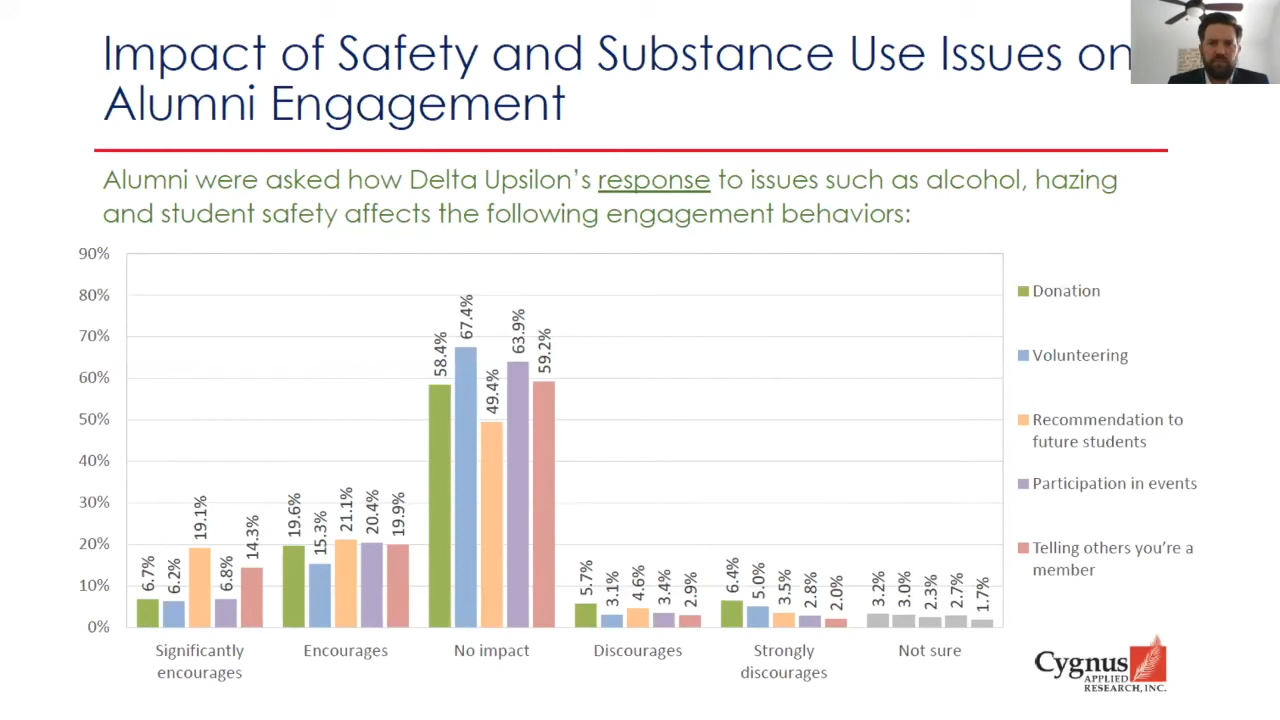 Impact of Safety and Substance Use Issues on
Alumni Engagement
Alumni were asked how Delta Upsilon’s response to issues such as alcohol, hazing
and student safety affects the following engagement behaviors:
90%
80%
70%
60%
50%
40%
30%
20%
10%
0%
6.7%
6.2%
19.1%
6.8%
14.3%
19.6%
15.3%
21.1%
20.4%
19.9%
58.4%
67.4%
49.4%
63.9%
59.2%
5.7%
3.1%
4.6%
3.4%
2.9%
6.4%
5.0%
3.5%
2.8%
2.0%
3.2%
3.0%
2.3%
2.7%
1.7%
Significantly
encourages
Encourages
No impact
Discourages
Strongly
discourages
Not sure
Donation
Volunteering
Recommendation to
future students
Participation in events
Telling others you’re a
member
Cygnus
APPLIED
RESEARCH, INC.